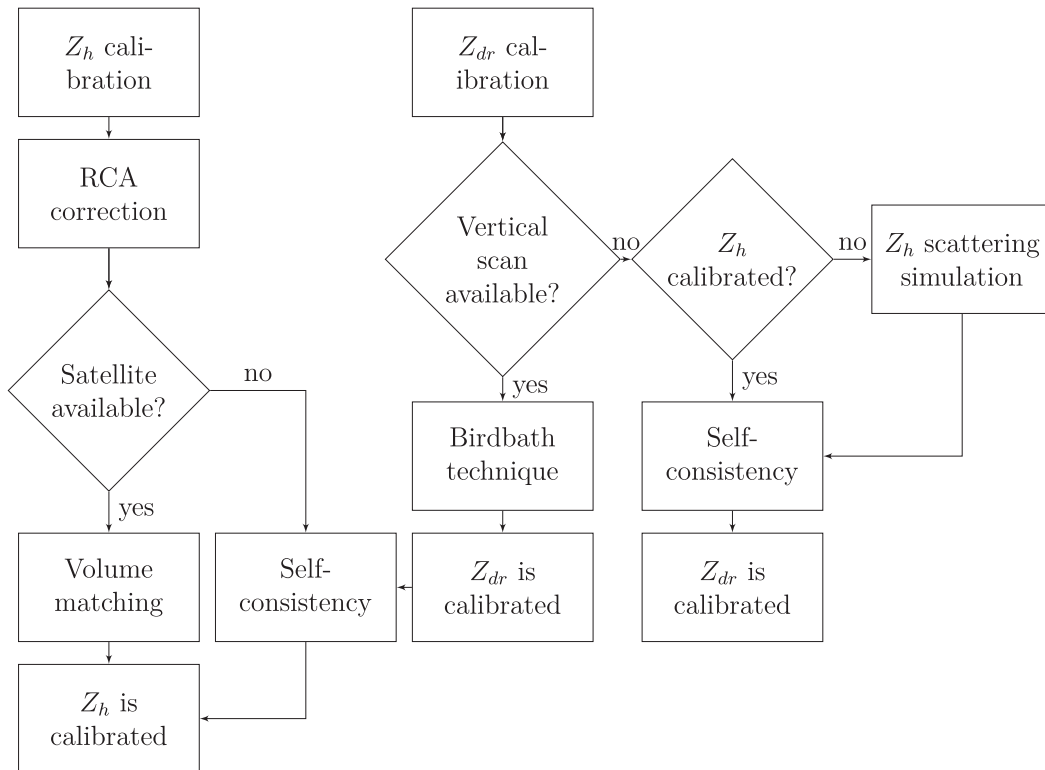 Z_h cali-
bration
RCA
correction
Satellite
available?
no
yes
Volume
matching
Self-
consistency
Z_h is
calibrated
Z_dr cal-
ibration
Vertical
scan
available?
no
yes
Birdbath
technique
Z_dr is
calibrated
Z_h
calibrated?
no
yes
Z_h scattering
simulation
Self-
consistency
Z_dr is
calibrated